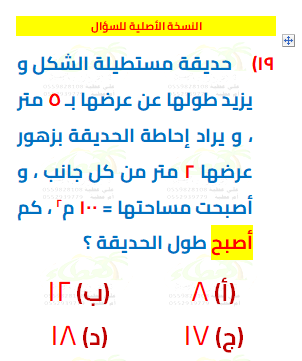 النسخة الأصلية للسؤال
١٩) حديقة مستطيلة الشكل و
يزيد طولها عن عرضها بـ ٥ متر
، و يراد إحاطة الحديقة بزهور
عرضها ٢ متر من كل جانب ، و
أصبحت مساحتها = ١٠٠ م٢ ، كم
أصبح طول الحديقة ؟
(أ) ٨ (ب) ١٢
(ج) ١٧ (د) ١٨